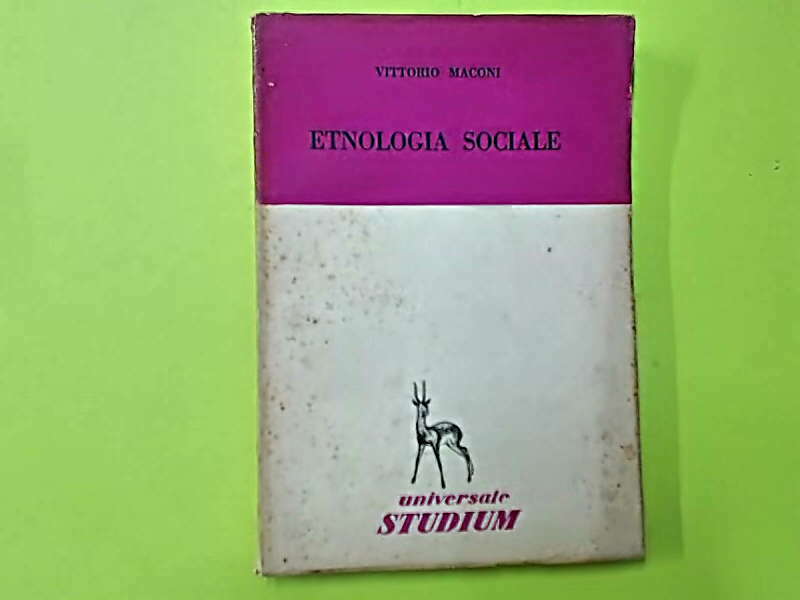 VITTORIO MACONI
ETNOLOGIA SOCIALE
universale
STUDIUM